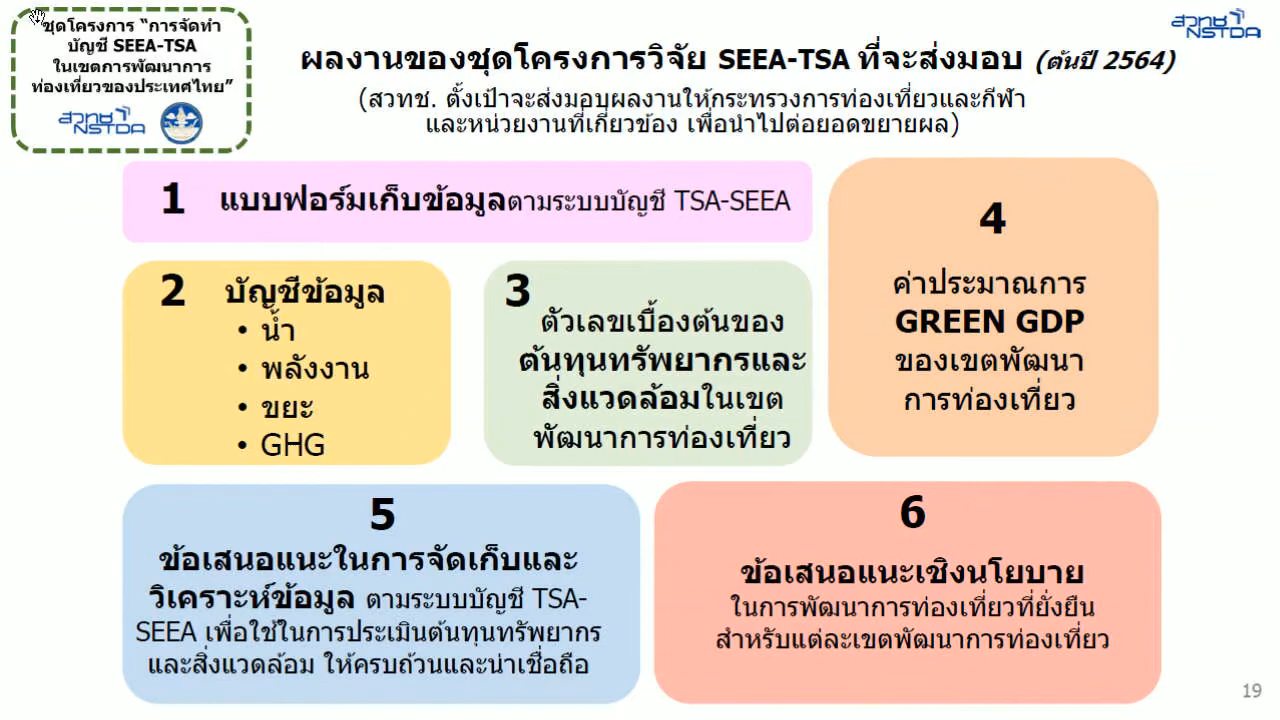 ชุดโครงการ “การจัดทำ
บัญชี SEEA-TSA
ในเขตการพัฒนาการ
ท่องเที่ยวของประเทศไทย”
สวทช
NSTDA
สวทช
NSTDA
ผลงานของชุดโครงการวิจัย SEEA-TSA ที่จะส่งมอบ (ต้นปี 2564)
(สวทช. ตั้งเป้าจะส่งมอบผลงานให้กระทรวงการท่องเที่ยวและกีฬา
และหน่วยงานที่เกี่ยวข้อง เพื่อนำไปต่อยอดขยายผล)
1 แบบฟอร์มเก็บข้อมูลตามระบบบัญชี TSA-SEEA
2 บัญชีข้อมูล
• น้ำ
• พลังงาน
• ขยะ
• GHG
3
ตัวเลขเบื้องต้นของ
ต้นทุนทรัพยากรและ
สิ่งแวดล้อมในเขต
พัฒนาการท่องเที่ยว
4
ค่าประมาณการ
GREEN GDP
ของเขตพัฒนา
การท่องเที่ยว
5
ข้อเสนอแนะในการจัดเก็บและ
วิเคราะห์ข้อมูล ตามระบบบัญชี TSA-
SEEA เพื่อใช้ในการประเมินต้นทุนทรัพยากร
และสิ่งแวดล้อม ให้ครบถ้วนและน่าเชื่อถือ
6
ข้อเสนอแนะเชิงนโยบาย
ในการพัฒนาการท่องเที่ยวที่ยั่งยืน
สำหรับแต่ละเขตพัฒนาการท่องเที่ยว
19